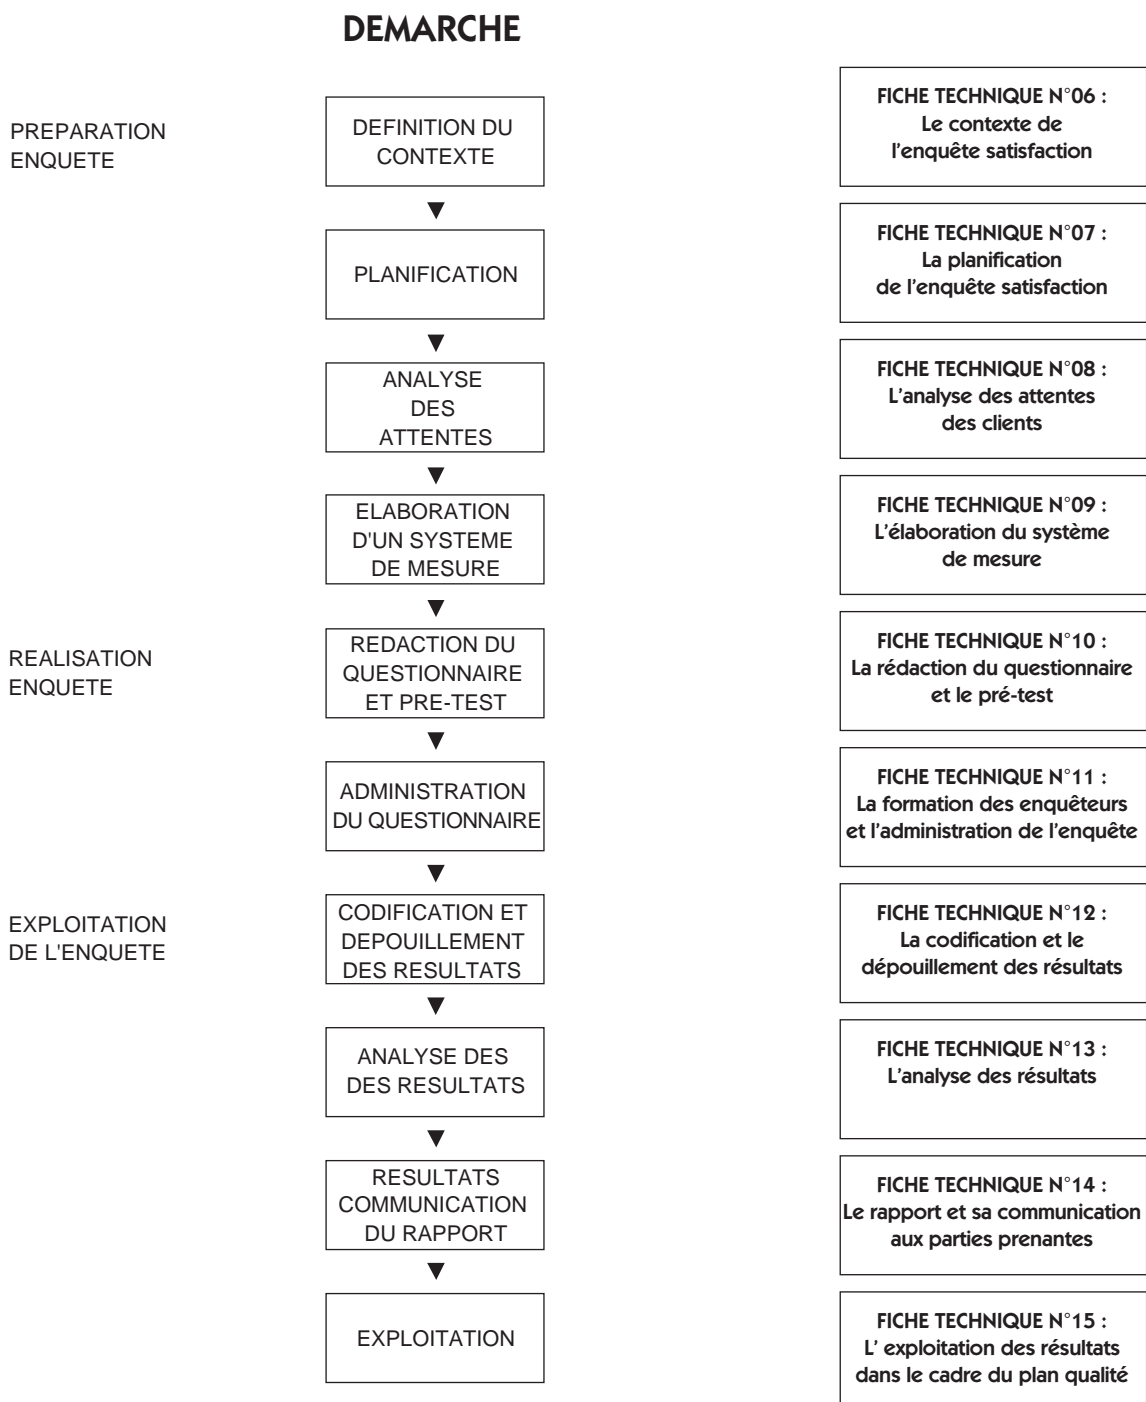 DEMARCHE
PREPARATION
ENQUETE
DEFINITION DU
CONTEXTE
FICHE TECHNIQUE N°06 :
Le contexte de
l'enquête satisfaction
PLANIFICATION
FICHE TECHNIQUE N°07 :
La planification
de l'enquête satisfaction
ANALYSE
DES
ATTENTES
FICHE TECHNIQUE N°08 :
L'analyse des attentes
des clients
ELABORATION
D'UN SYSTEME
DE MESURE
FICHE TECHNIQUE N°09 :
L'élaboration du système
de mesure
REALISATION
ENQUETE
REDACTION DU
QUESTIONNAIRE
ET PRE-TEST
FICHE TECHNIQUE N°10 :
La rédaction du questionnaire
et le pré-test
ADMINISTRATION
DU QUESTIONNAIRE
FICHE TECHNIQUE N°11 :
La formation des enquêteurs
et l'administration de l'enquête
EXPLOITATION
DE L'ENQUETE
CODIFICATION ET
DEPOUILLEMENT
DES RESULTATS
FICHE TECHNIQUE N°12 :
La codification et le
dépouillement des résultats
ANALYSE DES
DES RESULTATS
FICHE TECHNIQUE N°13 :
L'analyse des résultats
RESULTATS
COMMUNICATION
DU RAPPORT
FICHE TECHNIQUE N°14 :
Le rapport et sa communication
aux parties prenantes
EXPLOITATION
FICHE TECHNIQUE N°15 :
L' exploitation des résultats
dans le cadre du plan qualité